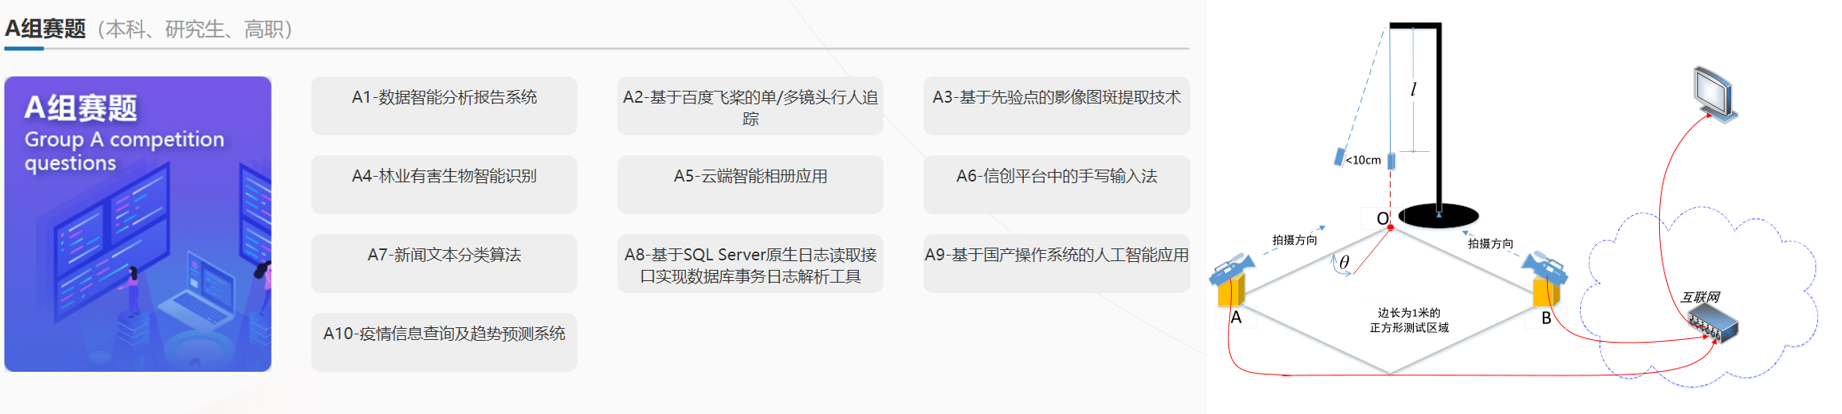 A组赛题（本科、研究生、高职）
A组赛题
Group A competition
questions
A1-数据智能分析报告系统
A2-基于百度飞桨的单/多镜头行人追
踪
A3-基于先验点的影像图斑提取技术
A4-林业有害生物智能识别
A5-云端智能相册应用
A6-信创平台中的手写输入法
A7-新闻文本分类算法
A8-基于SQL Server原生日志读取接
口实现数据库事务日志解析工具
A9-基于国产操作系统的人工智能应用
A10-疫情信息查询及趋势预测系统
l
<10cm
O
拍摄方向
拍摄方向
θ
A
B
边长为1米的
正方形测试区域
互联网